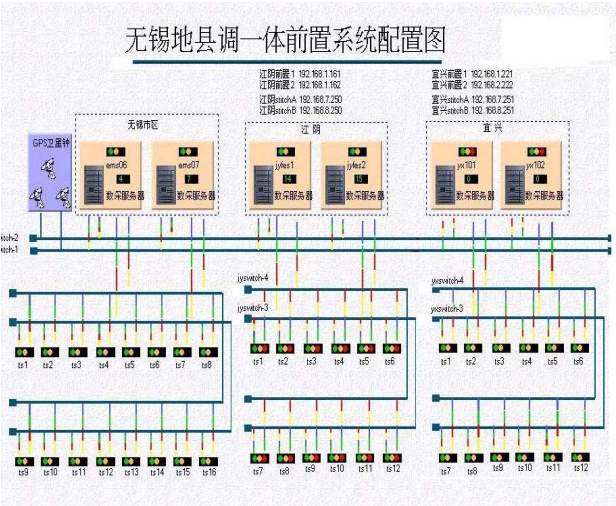 无锡地县调一体前置系统配置图
江阴前置1 192.168.1.161
江阴前置2 192.168.1.162
江阴stitchA 192.168.7.250
江阴stitchB 192.168.8.250
宜兴前置1 192.168.1.221
宜兴前置2 192.168.2.222
宜兴stitchA 192.168.7.251
宜兴stitchB 192.168.8.251
无锡市区
江阴
宜兴
GPS卫星钟
ems06
4
数采服务器
ems07
7
数采服务器
jyfes1
14
数采服务器
jyfes2
15
数采服务器
yx101
0
数采服务器
yx102
0
数采服务器
itch-2
itch-1
jyswitch-4
jyswitch-3
yxswitch-4
yxswitch-3
ts1 ts2 ts3 ts4 ts5 ts6 ts7 ts8
ts1 ts2 ts3 ts4 ts5 ts6
ts1 ts2 ts3 ts4 ts5 ts6
ts9 ts10 ts11 ts12 ts13 ts14 ts15 ts16
ts7 ts8 ts9 ts10 ts11 ts12
ts7 ts8 ts9 ts10 ts11 ts12